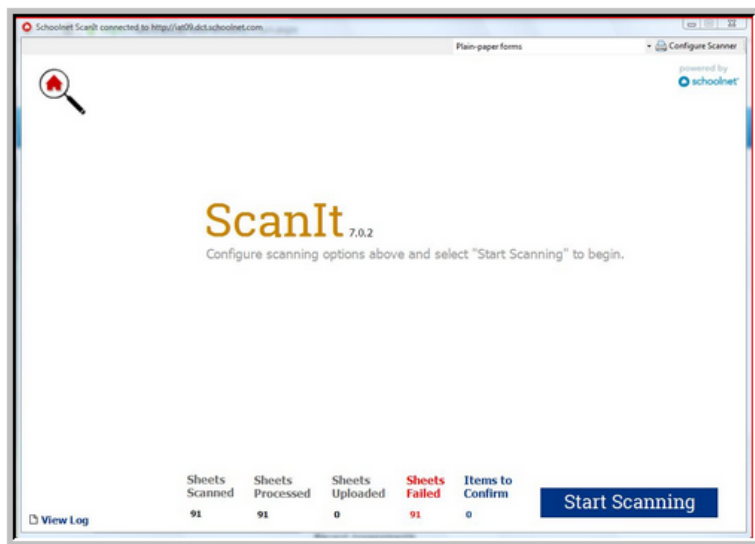 Schoolnet ScanIt connected to http://iat09.dct.schoolnet.com
Plain-paper forms
Configure Scanner
powered by
schoolnet
ScanIt 7.0.2
Configure scanning options above and select "Start Scanning" to begin.
Sheets Scanned
Sheets Processed
Sheets Uploaded
Sheets Failed
Items to Confirm
91
91
0
91
0
Start Scanning
View Log